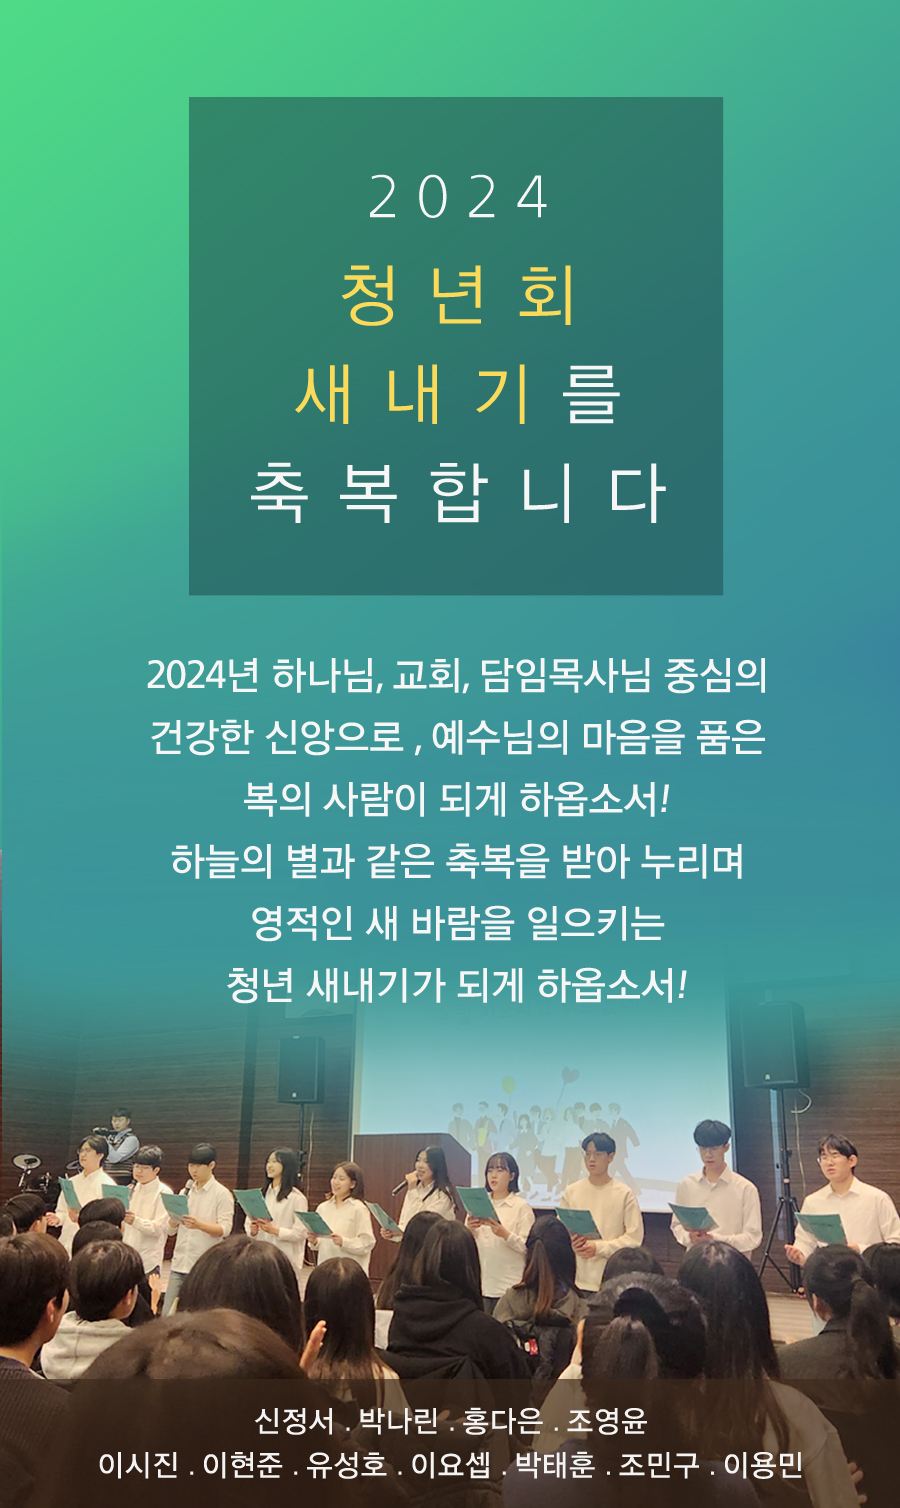 2024
청년회
새내기를
축복합니다
2024년 하나님, 교회, 담임목사님 중심의
건강한 신앙으로 , 예수님의 마음을 품은
복의 사람이 되게 하옵소서!
하늘의 별과 같은 축복을 받아 누리며
영적인 새 바람을 일으키는
청년 새내기가 되게 하옵소서!
신정서 . 박나린 . 홍다은 . 조영윤
이시진 . 이현준 . 유성호 . 이요셉 . 박태훈 . 조민구 . 이용민